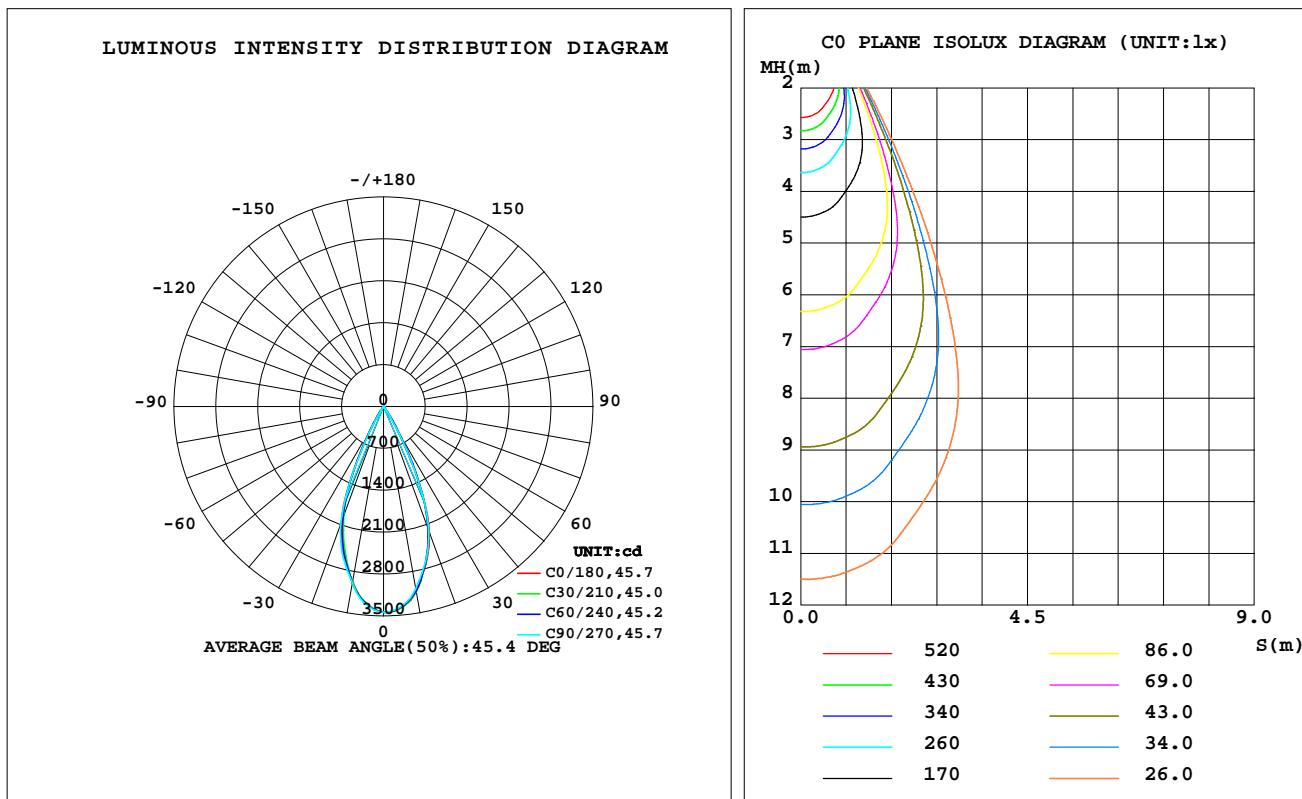 LUMINOUS INTENSITY DISTRIBUTION DIAGRAM
-/+180
-150 150
-120 120
-90 90
-60 60
-30 30
0
0
700
1400
2100
2800
3500
UNIT:cd
C0/180,45.7
C30/210,45.0
C60/240,45.2
C90/270,45.7
AVERAGE BEAM ANGLE(50%):45.4 DEG
C0 PLANE ISOLUX DIAGRAM (UNIT:lx)
MH(m)
2
3
4
5
6
7
8
9
10
11
12
0.0 4.5 9.0
S(m)
520 86.0
430 69.0
340 43.0
260 34.0
170 26.0